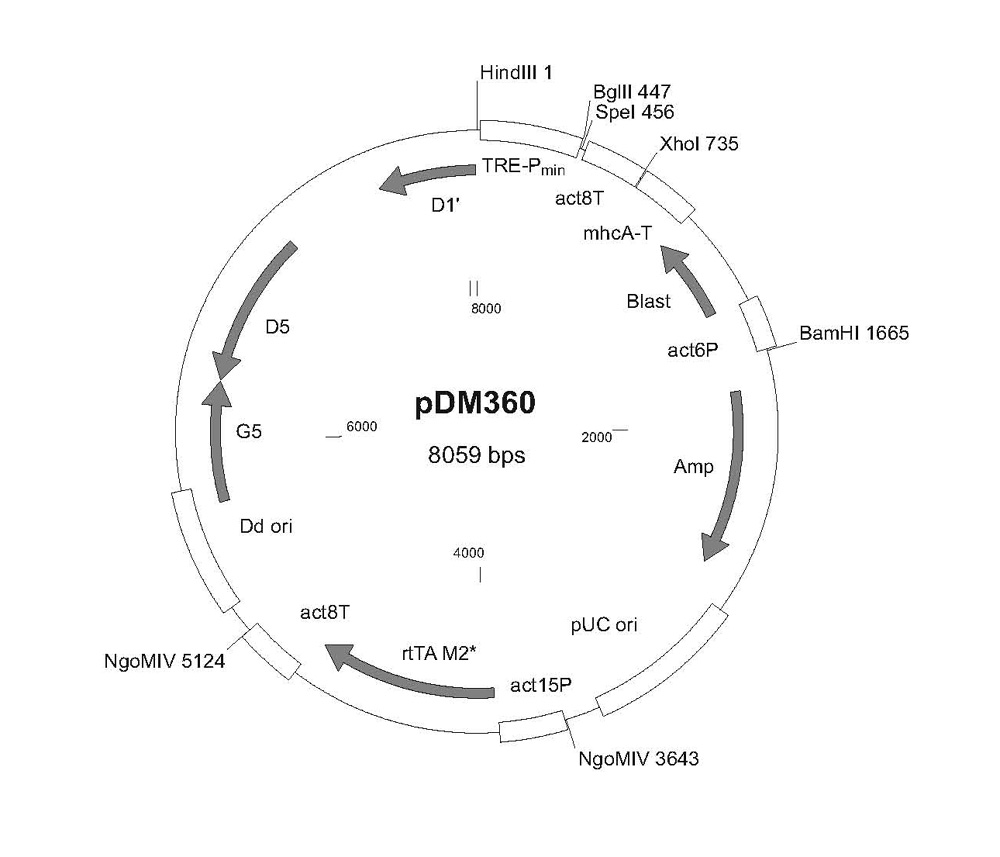 HindIII 1
BglII 447
SpeI 456
XhoI 735
TRE-Pmin
D1'
act8T
mhcA-T
8000
Blast
D5
act6P
BamHI 1665
pDM360
6000
G5
2000
8059 bps
Amp
Dd ori
4000
act8T
pUC ori
rtTA M2*
NgoMIV 5124
act15P
NgoMIV 3643